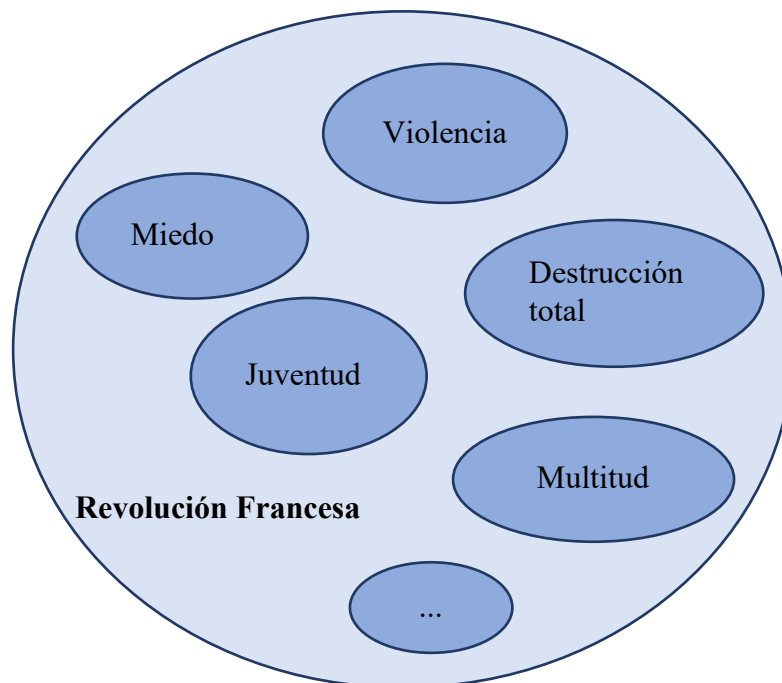 Violencia
Miedo
Destrucción
total
Juventud
Multitud
Revolución Francesa
...